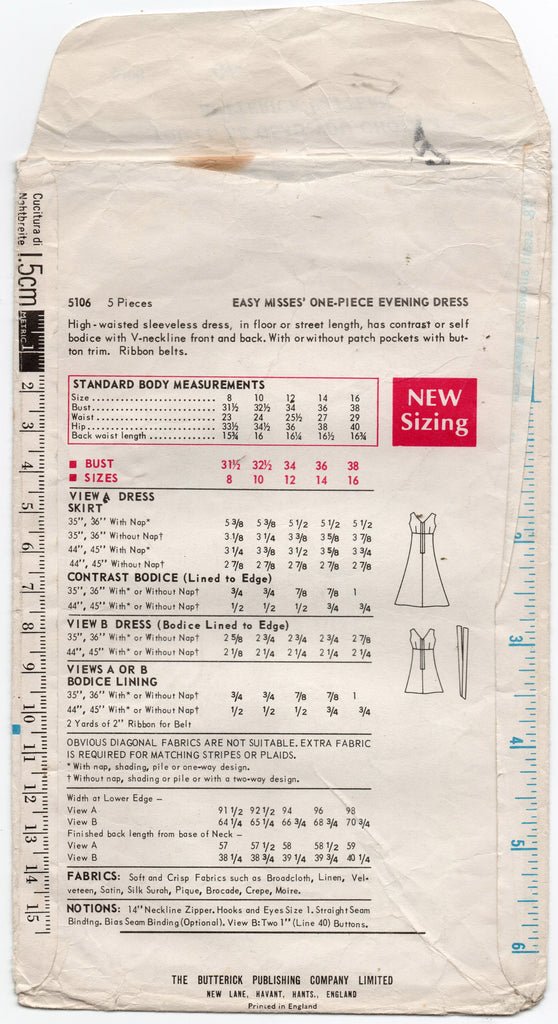 5106 5 Pieces EASY MISSES' ONE-PIECE EVENING DRESS
High-waisted sleeveless dress, in floor or street length, has contrast or self
bodice with V-neckline front and back. With or without patch pockets with but-
ton trim. Ribbon belts.
STANDARD BODY MEASUREMENTS
Size 8 10 12 14 16
Bust 31½ 32½ 34 36 38
Waist 23 24 25½ 27 29
Hip 33½ 34½ 36 38 40
Back waist length 15¾ 16 16¼ 16½ 16¾
NEW
Sizing
■ BUST 31½ 32½ 34 36 38
■ SIZES 8 10 12 14 16
VIEW A DRESS
SKIRT
35", 36" With Nap* 5 3/8 5 3/8 5 1/2 5 1/2 5 1/2
35", 36" Without Nap† 3 1/8 3 1/4 3 3/8 3 5/8 3 7/8
44", 45" With Nap* 3 1/4 3 3/8 3 1/2 3 5/8 3 3/4
44", 45" Without Nap† 2 7/8 2 7/8 2 7/8 2 7/8 2 7/8
CONTRAST BODICE (Lined to Edge)
35", 36" With* or Without Nap† 3/4 3/4 7/8 7/8 1
44", 45" With* or Without Nap† 1/2 1/2 1/2 3/4 3/4
VIEW B DRESS (Bodice Lined to Edge)
35", 36" With* or Without Nap† 2 5/8 2 3/4 2 3/4 2 3/4 2 7/8
44", 45" With* or Without Nap† 2 1/8 2 1/4 2 1/4 2 1/4 2 1/4
VIEWS A OR B
BODICE LINING
35", 36" With* or Without Nap† 3/4 3/4 7/8 7/8 1
44", 45" With* or Without Nap† 1/2 1/2 1/2 3/4 3/4
2 Yards of 2" Ribbon for Belt
OBVIOUS DIAGONAL FABRICS ARE NOT SUITABLE. EXTRA FABRIC
IS REQUIRED FOR MATCHING STRIPES OR PLAIDS.
* With nap, shading, pile or one-way design.
† Without nap, shading or pile or with a two-way design.
Width at Lower Edge –
View A 91 1/2 92 1/2 94 96 98
View B 64 1/4 65 1/4 66 3/4 68 3/4 70 3/4
Finished back length from base of Neck –
View A 57 57 1/2 58 58 1/2 59
View B 38 1/4 38 3/4 39 1/4 39 3/4 40 1/4
FABRICS: Soft and Crisp Fabrics such as Broadcloth, Linen, Vel-
veteen, Satin, Silk Surah, Pique, Brocade, Crepe, Moire.
NOTIONS: 14" Neckline Zipper. Hooks and Eyes Size 1. Straight Seam
Binding. Bias Seam Binding (Optional). View B: Two 1" (Line 40) Buttons.
THE BUTTERICK PUBLISHING COMPANY LIMITED
NEW LANE, HAVANT, HANTS., ENGLAND
Printed in England
Cucitura di
Nahtbreite
1.5cm
METRIC 1 2 3 4 5 6 7 8 9 10 11 12 13 14 15
2 3 4 5 6